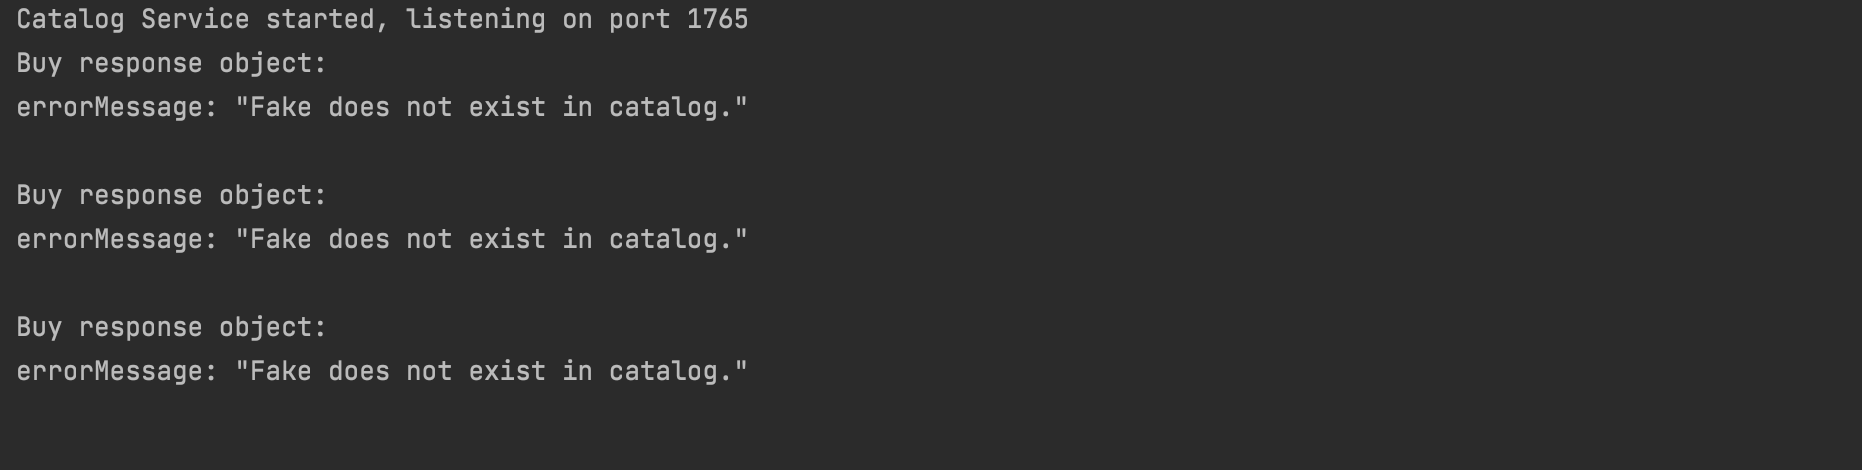 Catalog Service started, listening on port 1765
Buy response object:
errorMessage: "Fake does not exist in catalog."
Buy response object:
errorMessage: "Fake does not exist in catalog."
Buy response object:
errorMessage: "Fake does not exist in catalog."